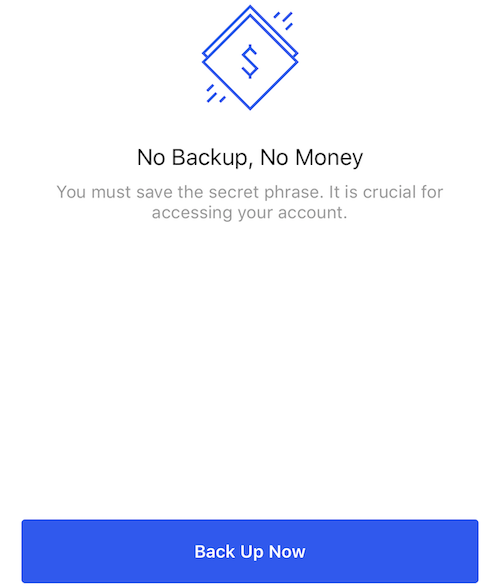 $
No Backup, No Money
You must save the secret phrase. It is crucial for
accessing your account.
Back Up Now